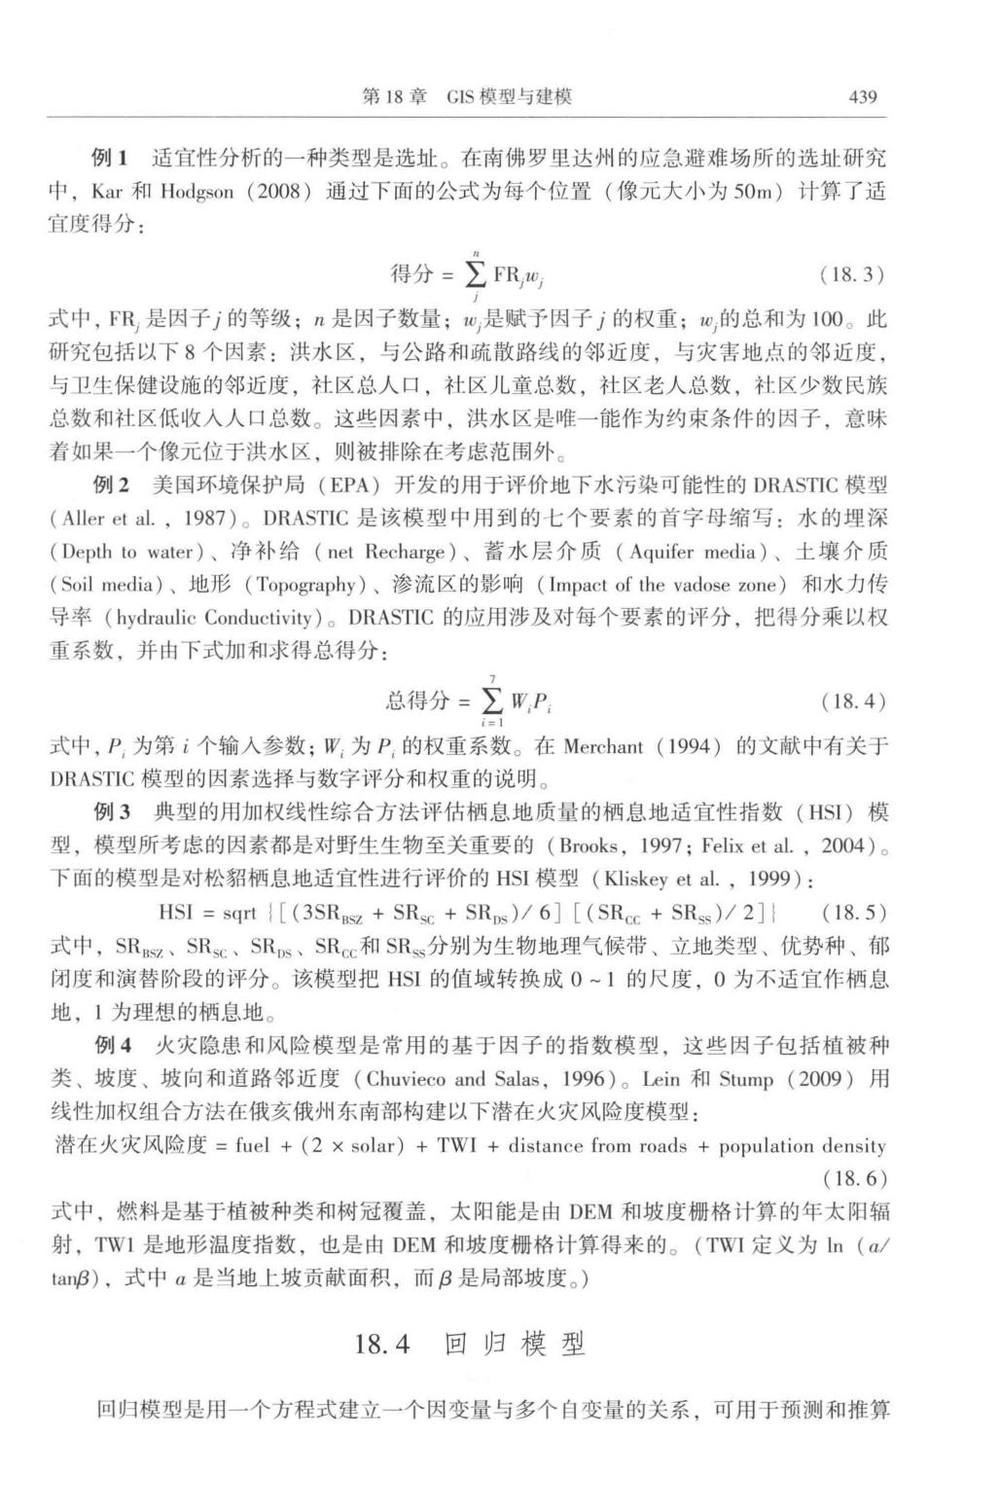 第 18 章 GIS 模型与建模 439
例 1 适宜性分析的一种类型是选址。在南佛罗里达州的应急避难场所的选址研究
中，Kar 和 Hodgson（2008）通过下面的公式为每个位置（像元大小为 50m）计算了适
宜度得分：
得分 = ∑ⁿⱼ FRⱼwⱼ (18.3)
式中，FRⱼ 是因子 j 的等级；n 是因子数量；wⱼ是赋予因子 j 的权重；wⱼ的总和为 100。此
研究包括以下 8 个因素：洪水区，与公路和疏散路线的邻近度，与灾害地点的邻近度，
与卫生保健设施的邻近度，社区总人口，社区儿童总数，社区老人总数，社区少数民族
总数和社区低收入人口总数。这些因素中，洪水区是唯一能作为约束条件的因子，意味
着如果一个像元位于洪水区，则被排除在考虑范围外。
例 2 美国环境保护局（EPA）开发的用于评价地下水污染可能性的 DRASTIC 模型
（Aller et al.，1987）。DRASTIC 是该模型中用到的七个要素的首字母缩写：水的埋深
（Depth to water）、净补给（net Recharge）、蓄水层介质（Aquifer media）、土壤介质
（Soil media）、地形（Topography）、渗流区的影响（Impact of the vadose zone）和水力传
导率（hydraulic Conductivity）。DRASTIC 的应用涉及对每个要素的评分，把得分乘以权
重系数，并由下式加和求得总得分：
总得分 = ∑⁷ᵢ₌₁ WᵢPᵢ (18.4)
式中，Pᵢ 为第 i 个输入参数；Wᵢ 为 Pᵢ 的权重系数。在 Merchant（1994）的文献中有关于
DRASTIC 模型的因素选择与数字评分和权重的说明。
例 3 典型的用加权线性综合方法评估栖息地质量的栖息地适宜性指数（HSI）模
型，模型所考虑的因素都是对野生生物至关重要的（Brooks，1997；Felix et al.，2004）。
下面的模型是对松貂栖息地适宜性进行评价的 HSI 模型（Kliskey et al.，1999）：
HSI = sqrt {[(3SR_BSZ + SR_SC + SR_DS)/6] [(SR_CC + SR_SS)/2]} (18.5)
式中，SR_BSZ、SR_SC、SR_DS、SR_CC和 SR_SS分别为生物地理气候带、立地类型、优势种、郁
闭度和演替阶段的评分。该模型把 HSI 的值域转换成 0~1 的尺度，0 为不适宜作栖息
地，1 为理想的栖息地。
例 4 火灾隐患和风险模型是常用的基于因子的指数模型，这些因子包括植被种
类、坡度、坡向和道路邻近度（Chuvieco and Salas，1996）。Lein 和 Stump（2009）用
线性加权组合方法在俄亥俄州东南部构建以下潜在火灾风险度模型：
潜在火灾风险度 = fuel + (2 × solar) + TWI + distance from roads + population density
(18.6)
式中，燃料是基于植被种类和树冠覆盖，太阳能是由 DEM 和坡度栅格计算的年太阳辐
射，TW1 是地形温度指数，也是由 DEM 和坡度栅格计算得来的。（TWI 定义为 ln（a/
tanβ），式中 a 是当地上坡贡献面积，而 β 是局部坡度。）
18.4 回归模型
回归模型是用一个方程式建立一个因变量与多个自变量的关系，可用于预测和推算